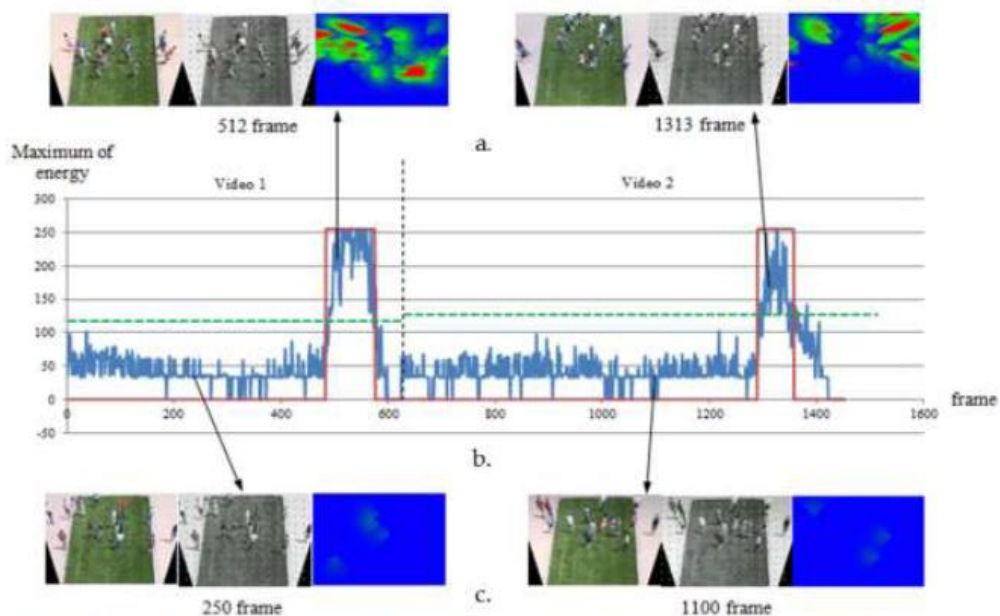 512 frame
1313 frame
a.
Maximum of
energy
Video 1
Video 2
300
250
200
150
100
50
0
-50
0
200
400
600
800
1000
1200
1400
1600
frame
b.
c.
250 frame
1100 frame